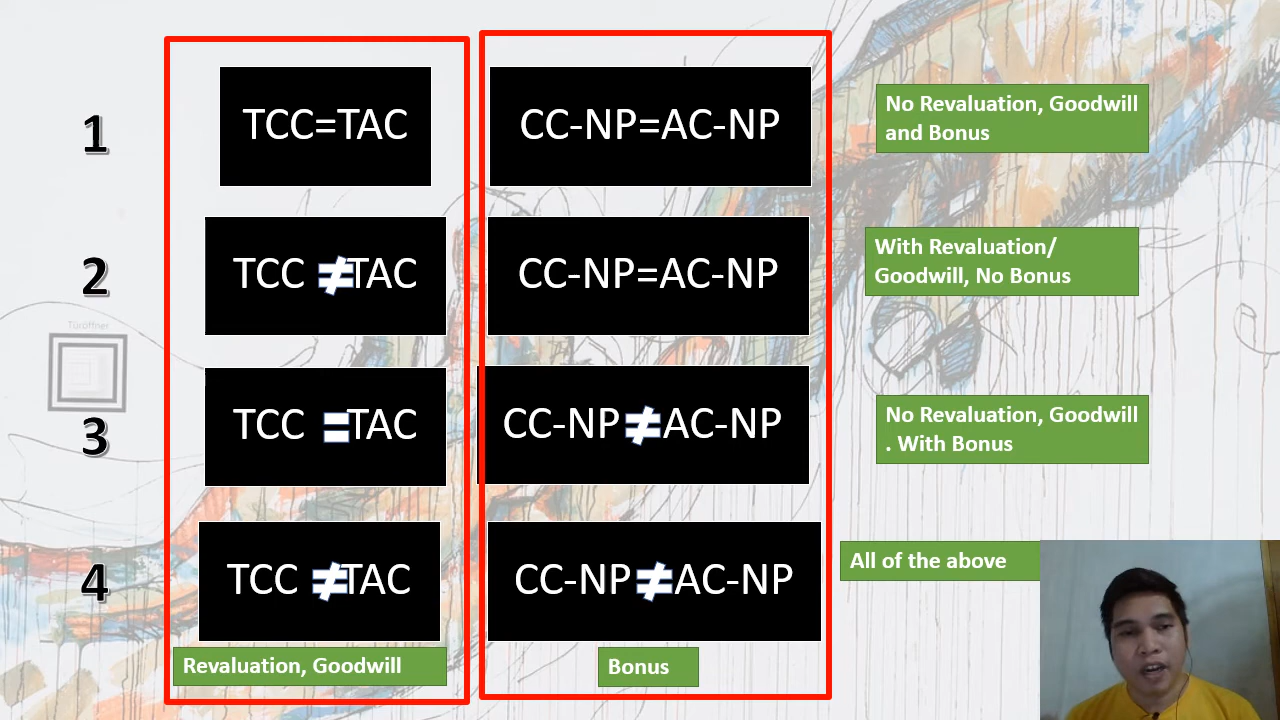 1
TCC=TAC
CC-NP=AC-NP
No Revaluation, Goodwill
and Bonus
2
TCC ≠TAC
CC-NP=AC-NP
With Revaluation/
Goodwill, No Bonus
Türöffner
3
TCC =TAC
CC-NP≠AC-NP
No Revaluation, Goodwill
. With Bonus
4
TCC ≠TAC
CC-NP≠AC-NP
All of the above
Revaluation, Goodwill
Bonus